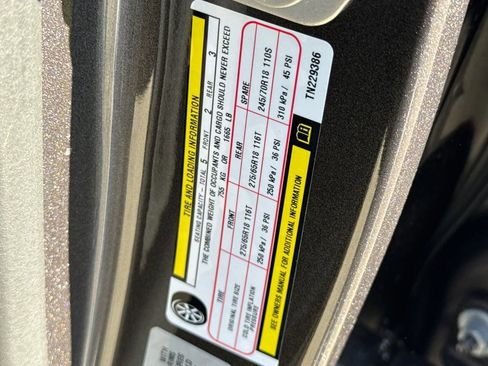 TIRE AND LOADING INFORMATION
SEATING CAPACITY - TOTAL 5 FRONT 2 REAR 3
THE COMBINED WEIGHT OF OCCUPANTS AND CARGO SHOULD NEVER EXCEED
755 KG OR 1665 LB
TIRE FRONT REAR SPARE
ORIGINAL TIRE SIZE 275/65R18 116T 275/65R18 116T 245/70R18 110S
COLD TIRE INFLATION PRESSURE 250 kPa / 36 PSI 250 kPa / 36 PSI 310 kPa / 45 PSI
SEE OWNERS MANUAL FOR ADDITIONAL INFORMATION
TN229386
WITH